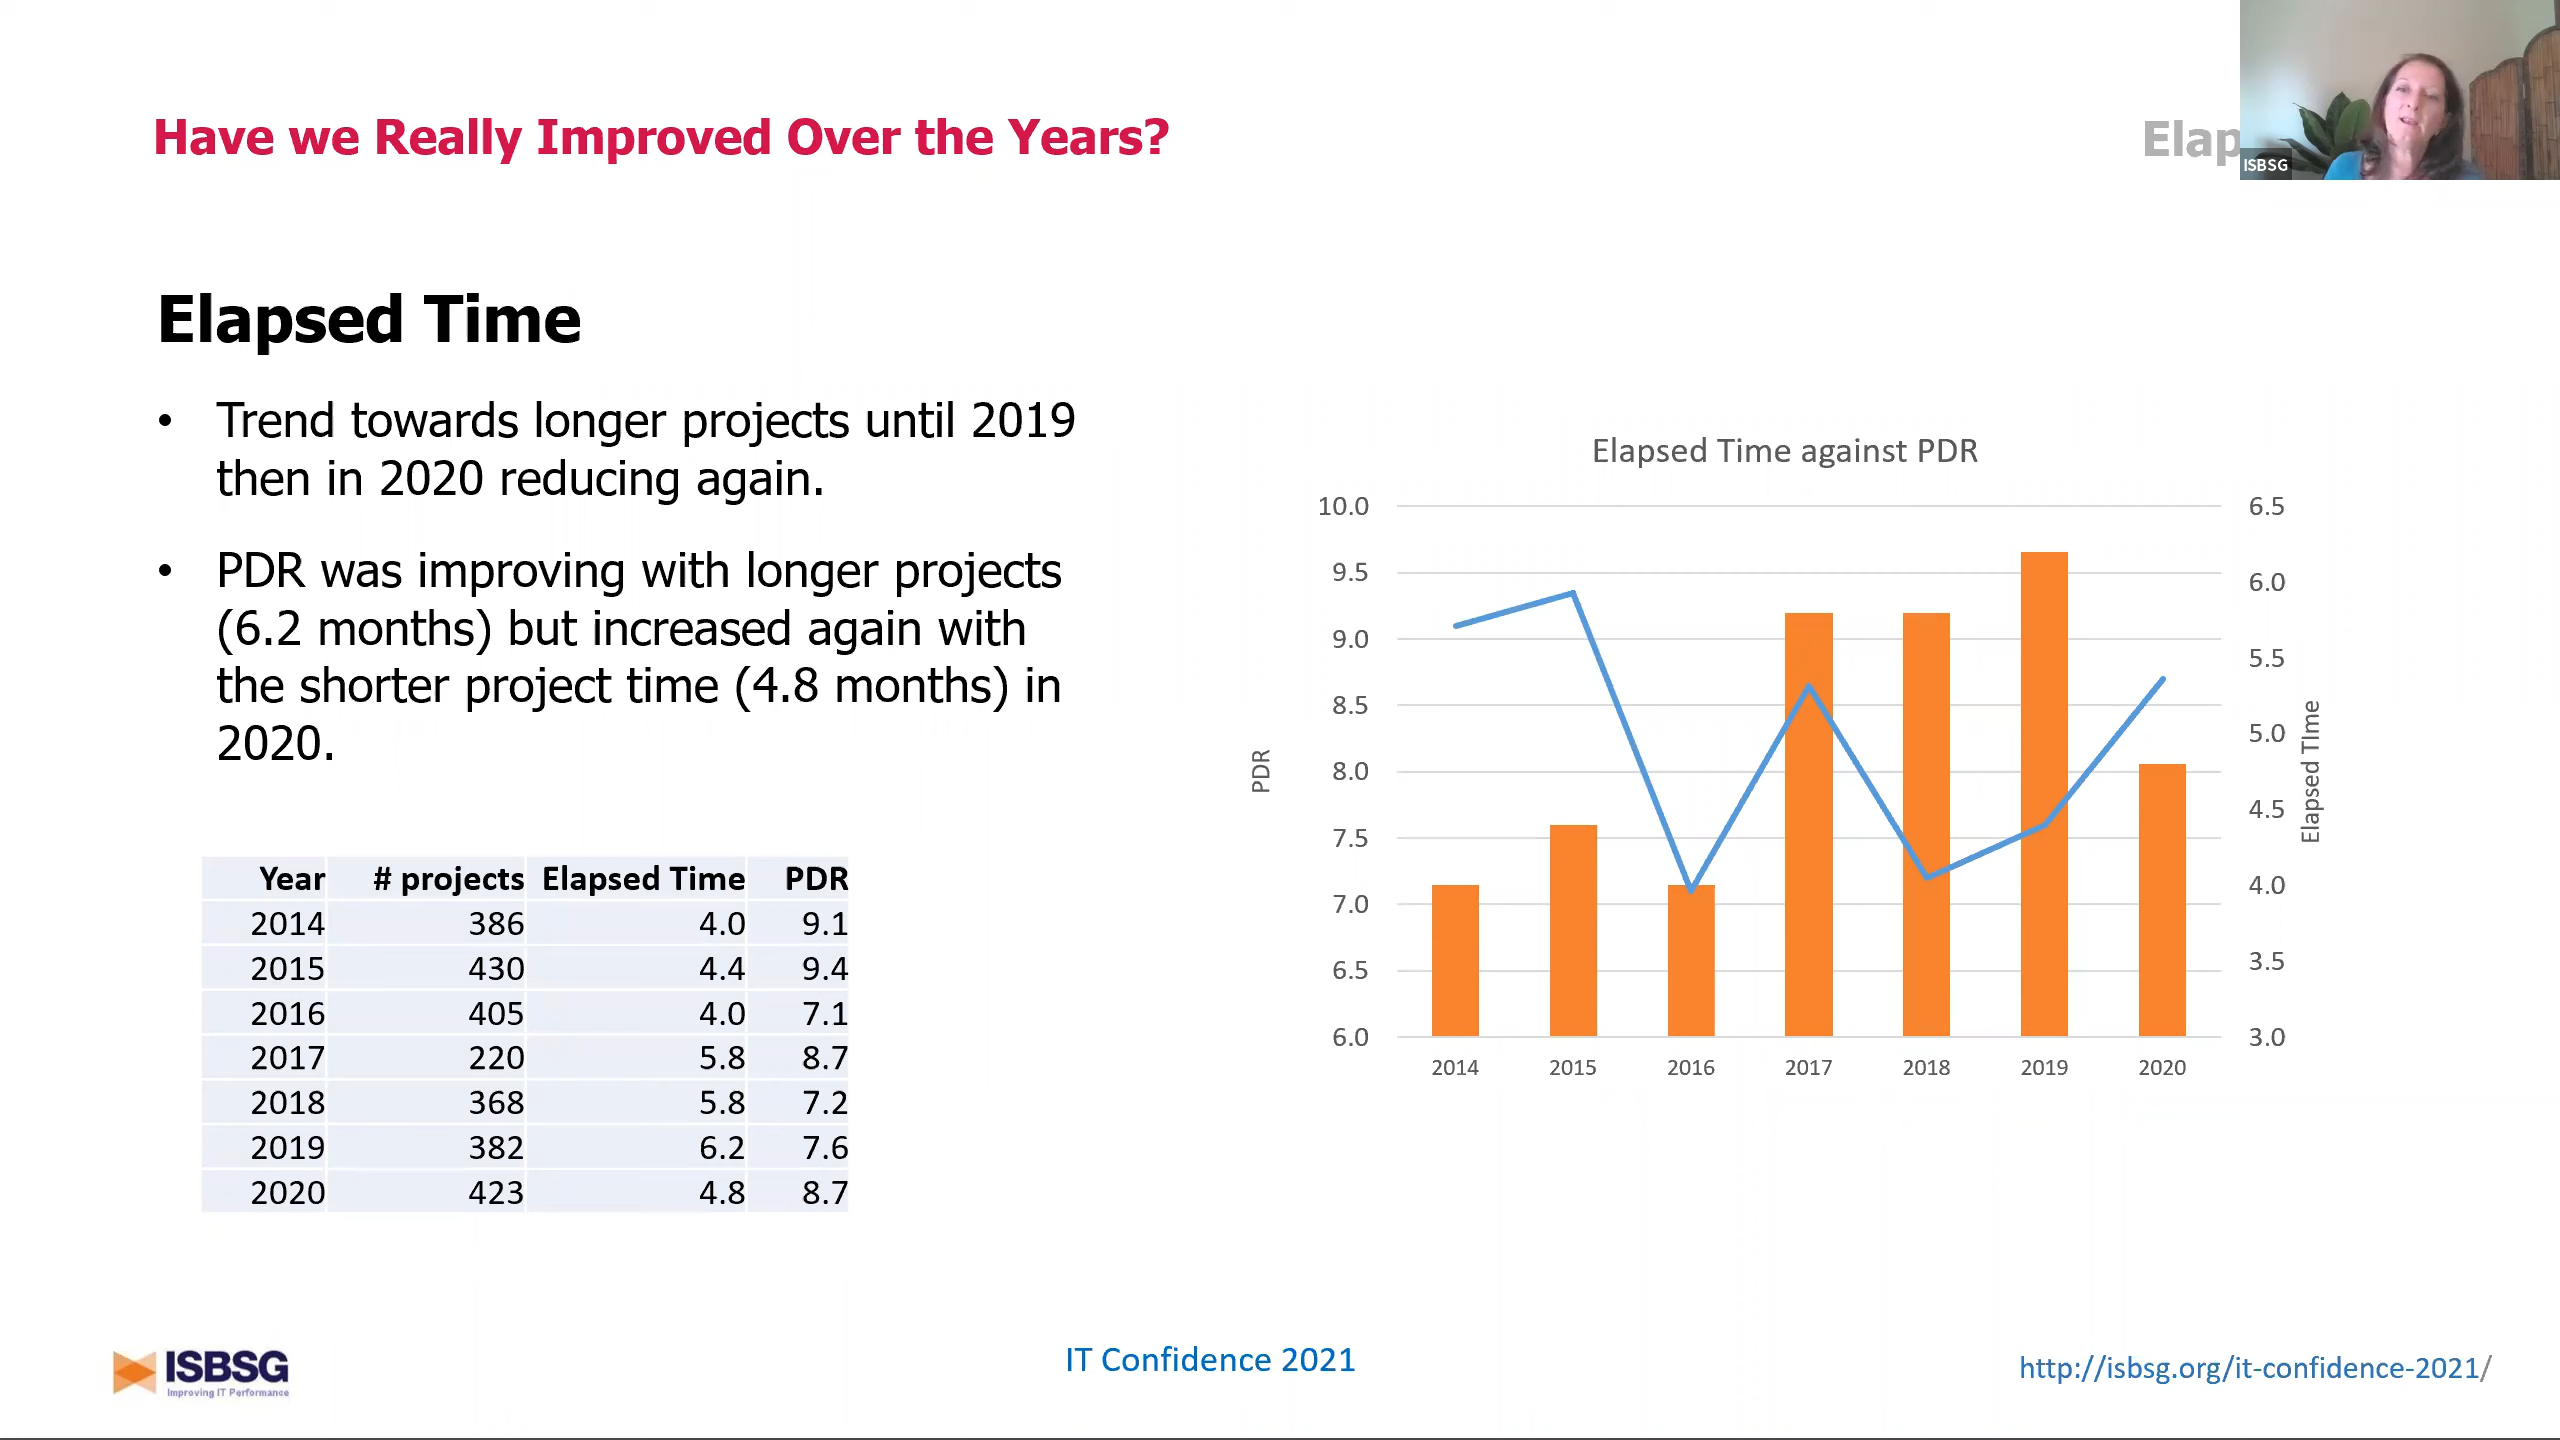 Have we Really Improved Over the Years?
Elap
ISBSG
Elapsed Time
• Trend towards longer projects until 2019
then in 2020 reducing again.
• PDR was improving with longer projects
(6.2 months) but increased again with
the shorter project time (4.8 months) in
2020.
Year # projects Elapsed Time PDR
2014 386 4.0 9.1
2015 430 4.4 9.4
2016 405 4.0 7.1
2017 220 5.8 8.7
2018 368 5.8 7.2
2019 382 6.2 7.6
2020 423 4.8 8.7
Elapsed Time against PDR
10.0 6.5
9.5 6.0
9.0 5.5
8.5 5.0
8.0 4.5
7.5 4.0
7.0 3.5
6.5 3.0
6.0
PDR
Elapsed TIme
2014 2015 2016 2017 2018 2019 2020
ISBSG
Improving IT Performance
IT Confidence 2021
http://isbsg.org/it-confidence-2021/